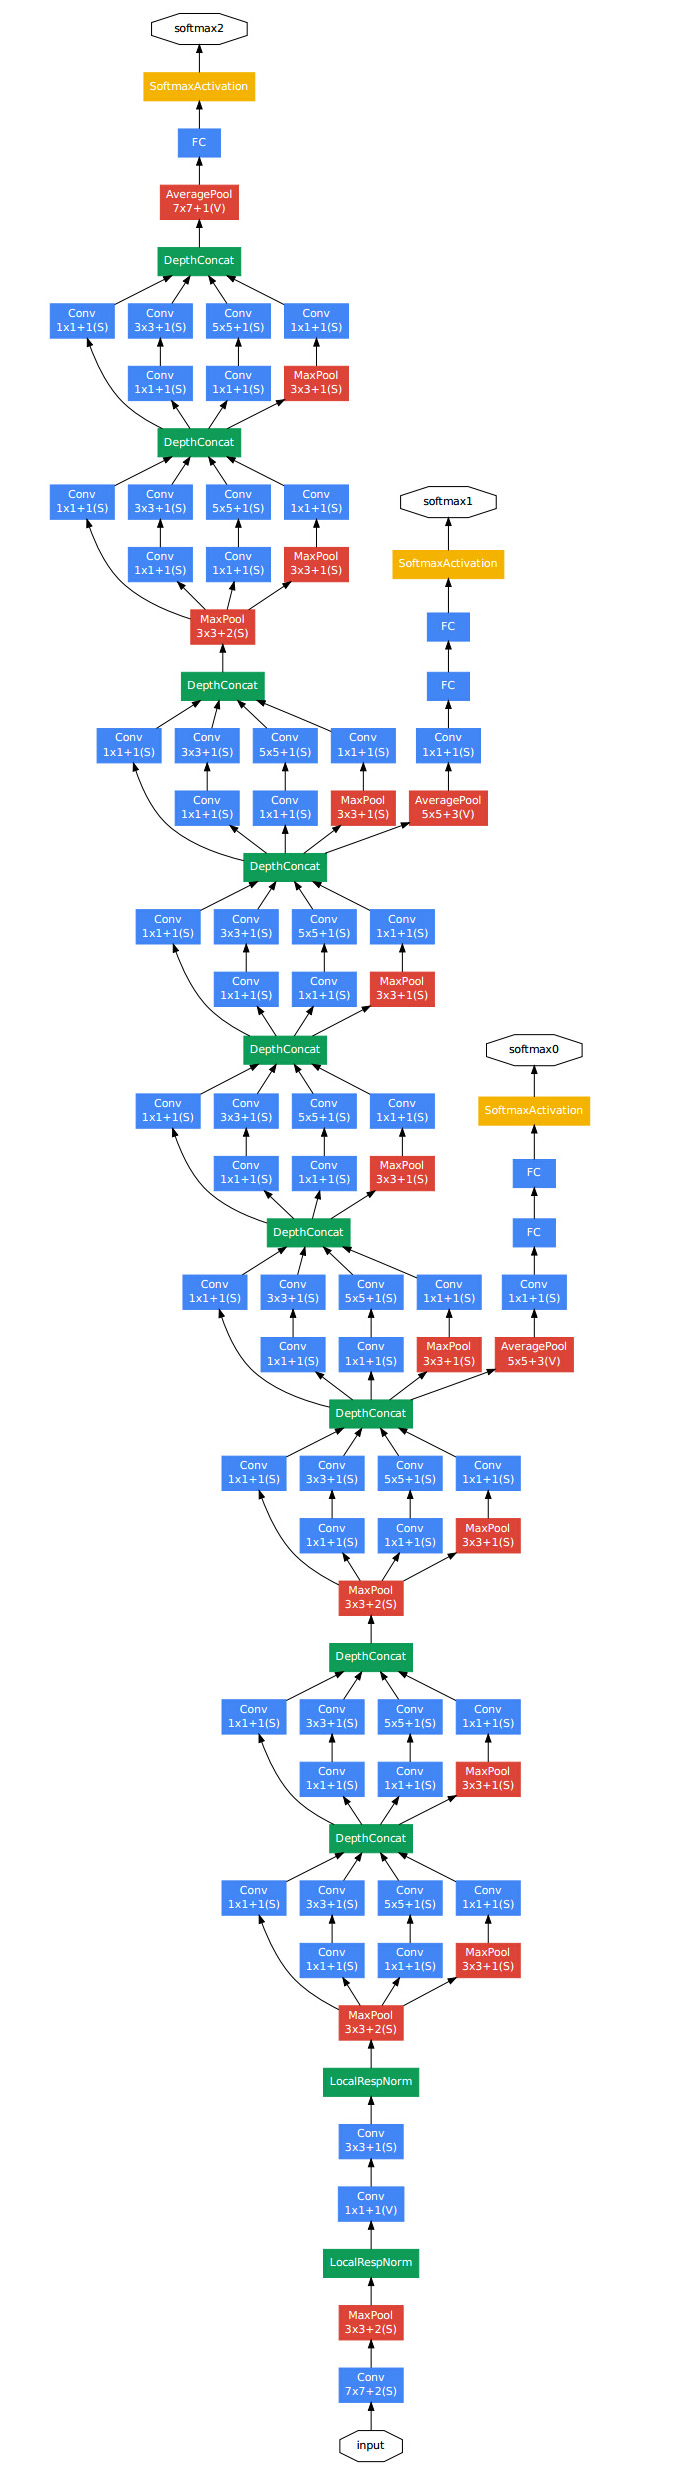 softmax2
SoftmaxActivation
FC
AveragePool
7x7+1(V)
DepthConcat
Conv
1x1+1(S)
Conv
3x3+1(S)
Conv
5x5+1(S)
Conv
1x1+1(S)
Conv
1x1+1(S)
Conv
1x1+1(S)
MaxPool
3x3+1(S)
DepthConcat
Conv
1x1+1(S)
Conv
3x3+1(S)
Conv
5x5+1(S)
Conv
1x1+1(S)
softmax1
Conv
1x1+1(S)
Conv
1x1+1(S)
MaxPool
3x3+1(S)
SoftmaxActivation
MaxPool
3x3+2(S)
FC
DepthConcat
FC
Conv
1x1+1(S)
Conv
3x3+1(S)
Conv
5x5+1(S)
Conv
1x1+1(S)
Conv
1x1+1(S)
Conv
1x1+1(S)
Conv
1x1+1(S)
MaxPool
3x3+1(S)
AveragePool
5x5+3(V)
DepthConcat
Conv
1x1+1(S)
Conv
3x3+1(S)
Conv
5x5+1(S)
Conv
1x1+1(S)
Conv
1x1+1(S)
Conv
1x1+1(S)
MaxPool
3x3+1(S)
DepthConcat
softmax0
Conv
1x1+1(S)
Conv
3x3+1(S)
Conv
5x5+1(S)
Conv
1x1+1(S)
SoftmaxActivation
Conv
1x1+1(S)
Conv
1x1+1(S)
MaxPool
3x3+1(S)
FC
DepthConcat
FC
Conv
1x1+1(S)
Conv
3x3+1(S)
Conv
5x5+1(S)
Conv
1x1+1(S)
Conv
1x1+1(S)
Conv
1x1+1(S)
Conv
1x1+1(S)
MaxPool
3x3+1(S)
AveragePool
5x5+3(V)
DepthConcat
Conv
1x1+1(S)
Conv
3x3+1(S)
Conv
5x5+1(S)
Conv
1x1+1(S)
Conv
1x1+1(S)
Conv
1x1+1(S)
MaxPool
3x3+1(S)
MaxPool
3x3+2(S)
DepthConcat
Conv
1x1+1(S)
Conv
3x3+1(S)
Conv
5x5+1(S)
Conv
1x1+1(S)
Conv
1x1+1(S)
Conv
1x1+1(S)
MaxPool
3x3+1(S)
DepthConcat
Conv
1x1+1(S)
Conv
3x3+1(S)
Conv
5x5+1(S)
Conv
1x1+1(S)
Conv
1x1+1(S)
Conv
1x1+1(S)
MaxPool
3x3+1(S)
MaxPool
3x3+2(S)
LocalRespNorm
Conv
3x3+1(S)
Conv
1x1+1(V)
LocalRespNorm
MaxPool
3x3+2(S)
Conv
7x7+2(S)
input